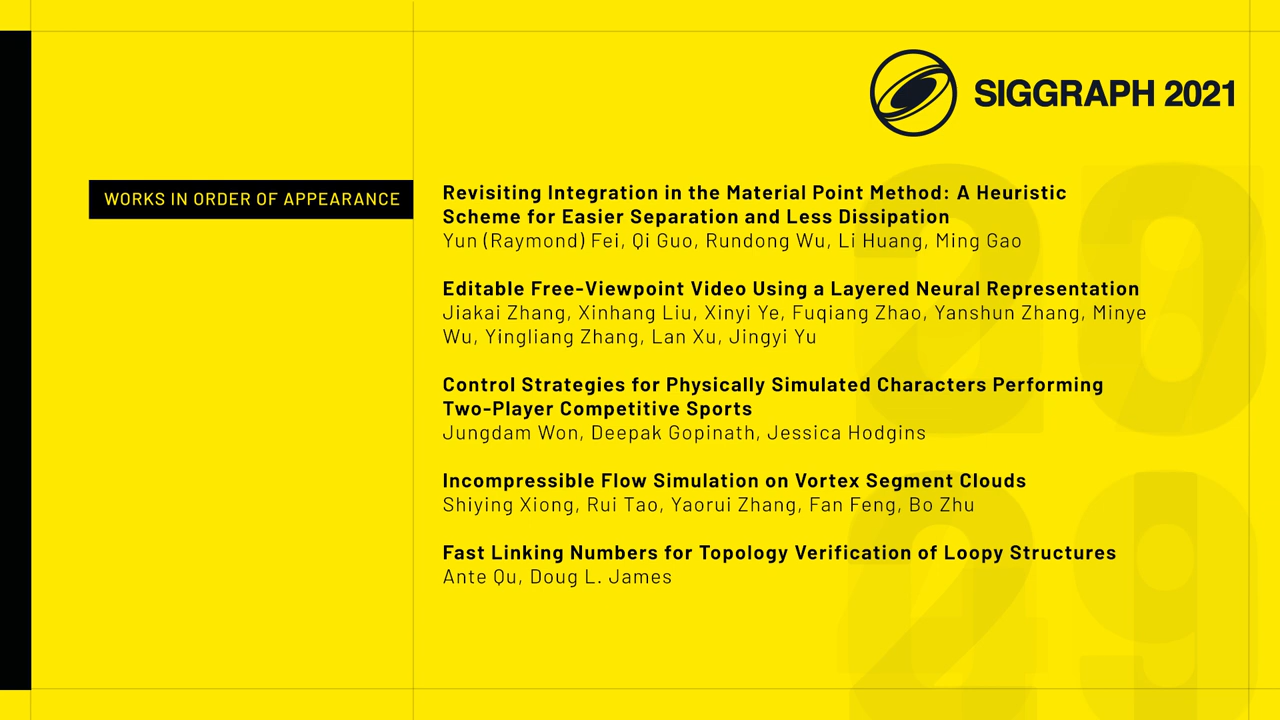 SIGGRAPH 2021
WORKS IN ORDER OF APPEARANCE
Revisiting Integration in the Material Point Method: A Heuristic
Scheme for Easier Separation and Less Dissipation
Yun (Raymond) Fei, Qi Guo, Rundong Wu, Li Huang, Ming Gao
Editable Free-Viewpoint Video Using a Layered Neural Representation
Jiakai Zhang, Xinhang Liu, Xinyi Ye, Fuqiang Zhao, Yanshun Zhang, Minye
Wu, Yingliang Zhang, Lan Xu, Jingyi Yu
Control Strategies for Physically Simulated Characters Performing
Two-Player Competitive Sports
Jungdam Won, Deepak Gopinath, Jessica Hodgins
Incompressible Flow Simulation on Vortex Segment Clouds
Shiying Xiong, Rui Tao, Yaorui Zhang, Fan Feng, Bo Zhu
Fast Linking Numbers for Topology Verification of Loopy Structures
Ante Qu, Doug L. James